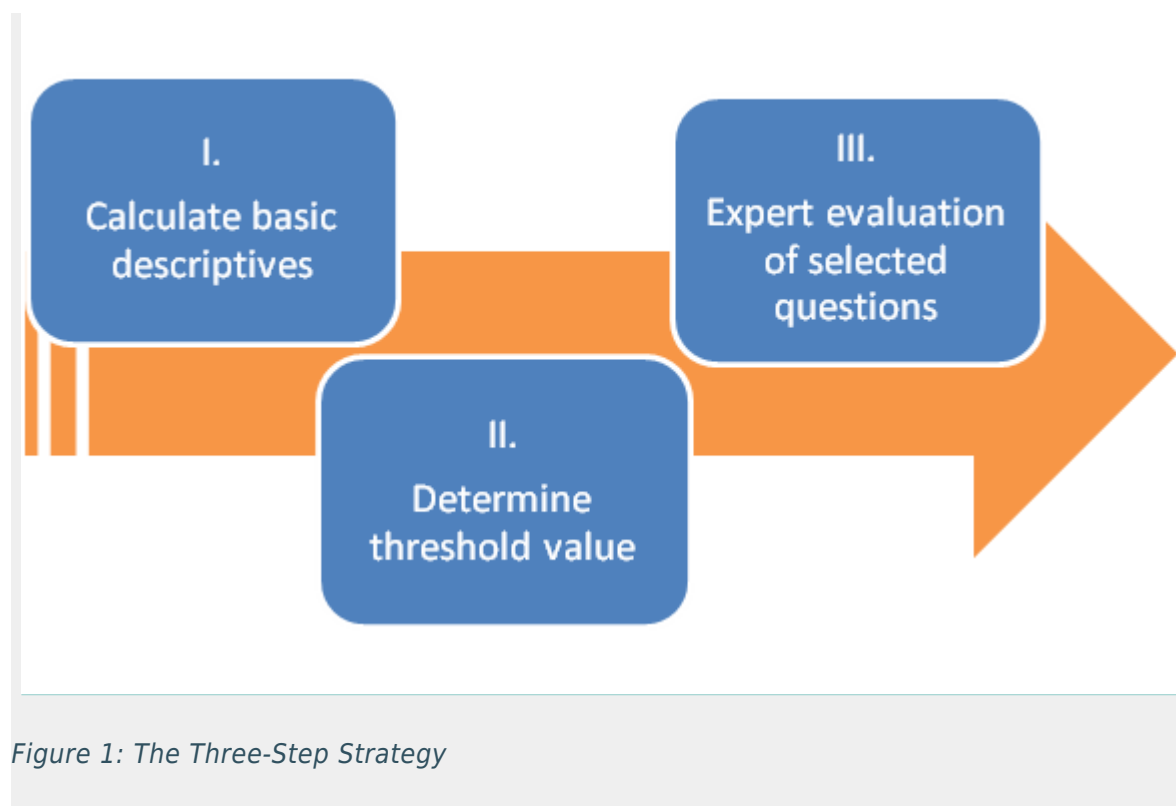 I.
Calculate basic
descriptives
II.
Determine
threshold value
III.
Expert evaluation
of selected
questions
Figure 1: The Three-Step Strategy